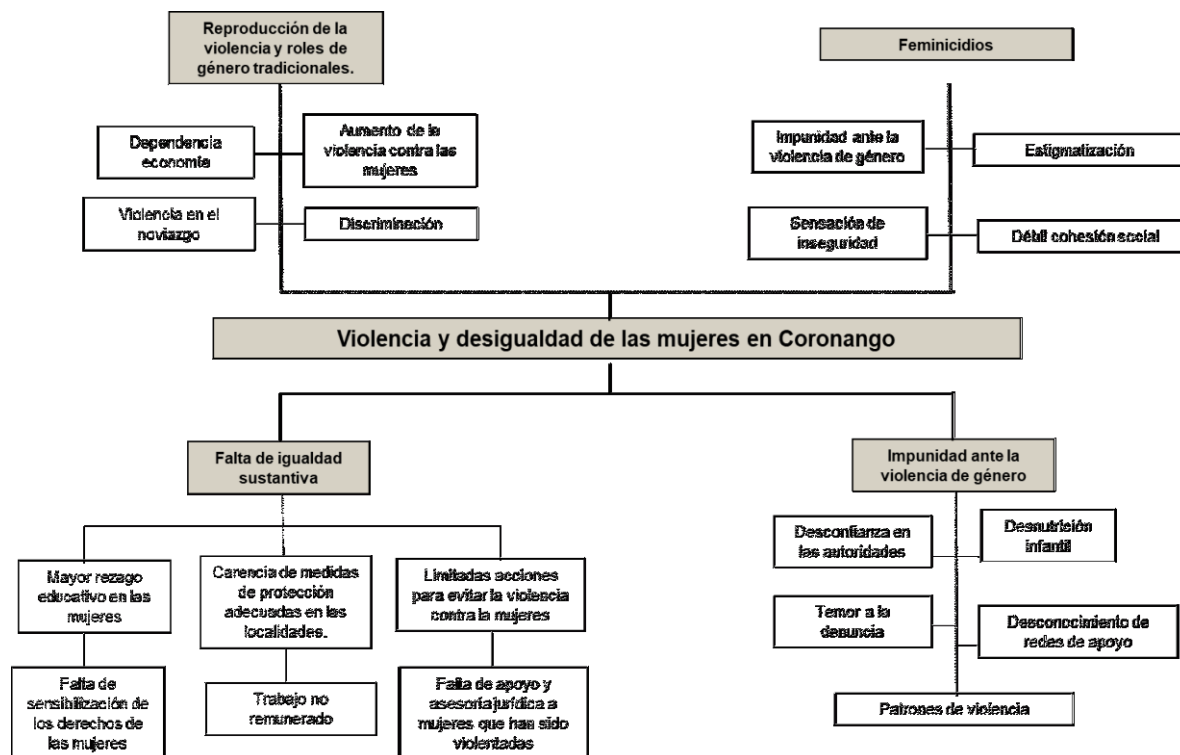 Reproducción de la
violencia y roles de
género tradicionales.
Feminicidios
Dependencia
economía
Aumento de la
violencia contra las
mujeres
Impunidad ante la
violencia de género
Estigmatización
Violencia en el
noviazgo
Discriminación
Sensación de
inseguridad
Débil cohesión social
Violencia y desigualdad de las mujeres en Coronango
Falta de igualdad
sustantiva
Impunidad ante la
violencia de género
Mayor rezago
educativo en las
mujeres
Carencia de medidas
de protección
adecuadas en las
localidades.
Limitadas acciones
para evitar la violencia
contra la mujeres
Desconfianza en
las autoridades
Desnutrición
infantil
Temor a la
denuncia
Desconocimiento de
redes de apoyo
Falta de
sensibilización de
los derechos de
las mujeres
Trabajo no
remunerado
Falta de apoyo y
asesoría jurídica a
mujeres que han sido
violentadas
Patrones de violencia